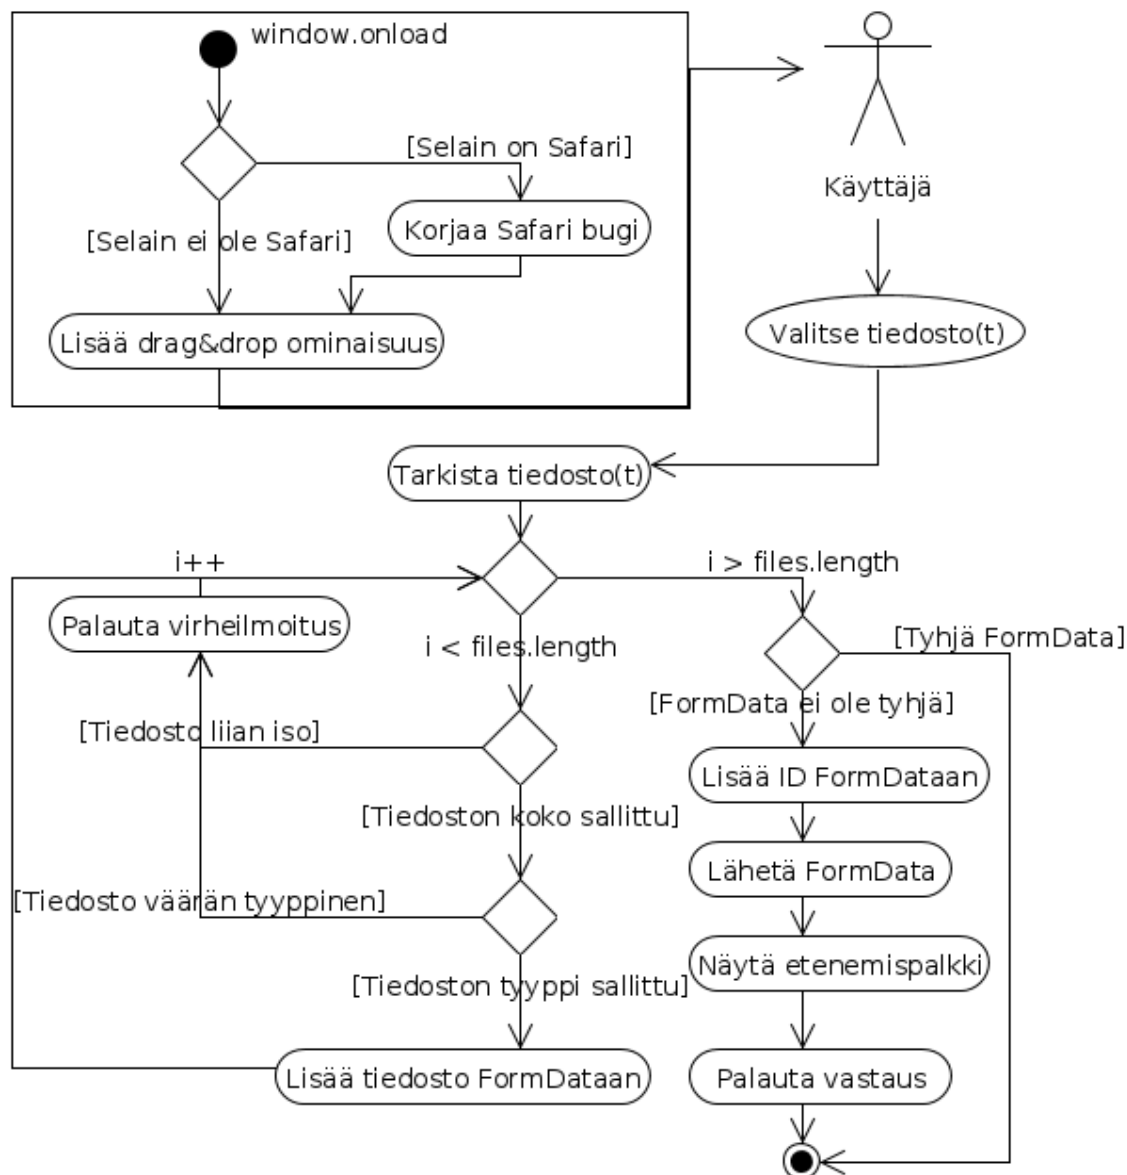 window.onload
[Selain on Safari]
Käyttäjä
Korjaa Safari bugi
[Selain ei ole Safari]
Lisää drag&drop ominaisuus
Valitse tiedosto(t)
Tarkista tiedosto(t)
i++
i > files.length
Palauta virheilmoitus
i < files.length
[Tyhjä FormData]
[FormData ei ole tyhjä]
[Tiedosto liian iso]
Lisää ID FormDataan
[Tiedoston koko sallittu]
Lähetä FormData
[Tiedosto väärän tyyppinen]
Näytä etenemispalkki
[Tiedoston tyyppi sallittu]
Lisää tiedosto FormDataan
Palauta vastaus